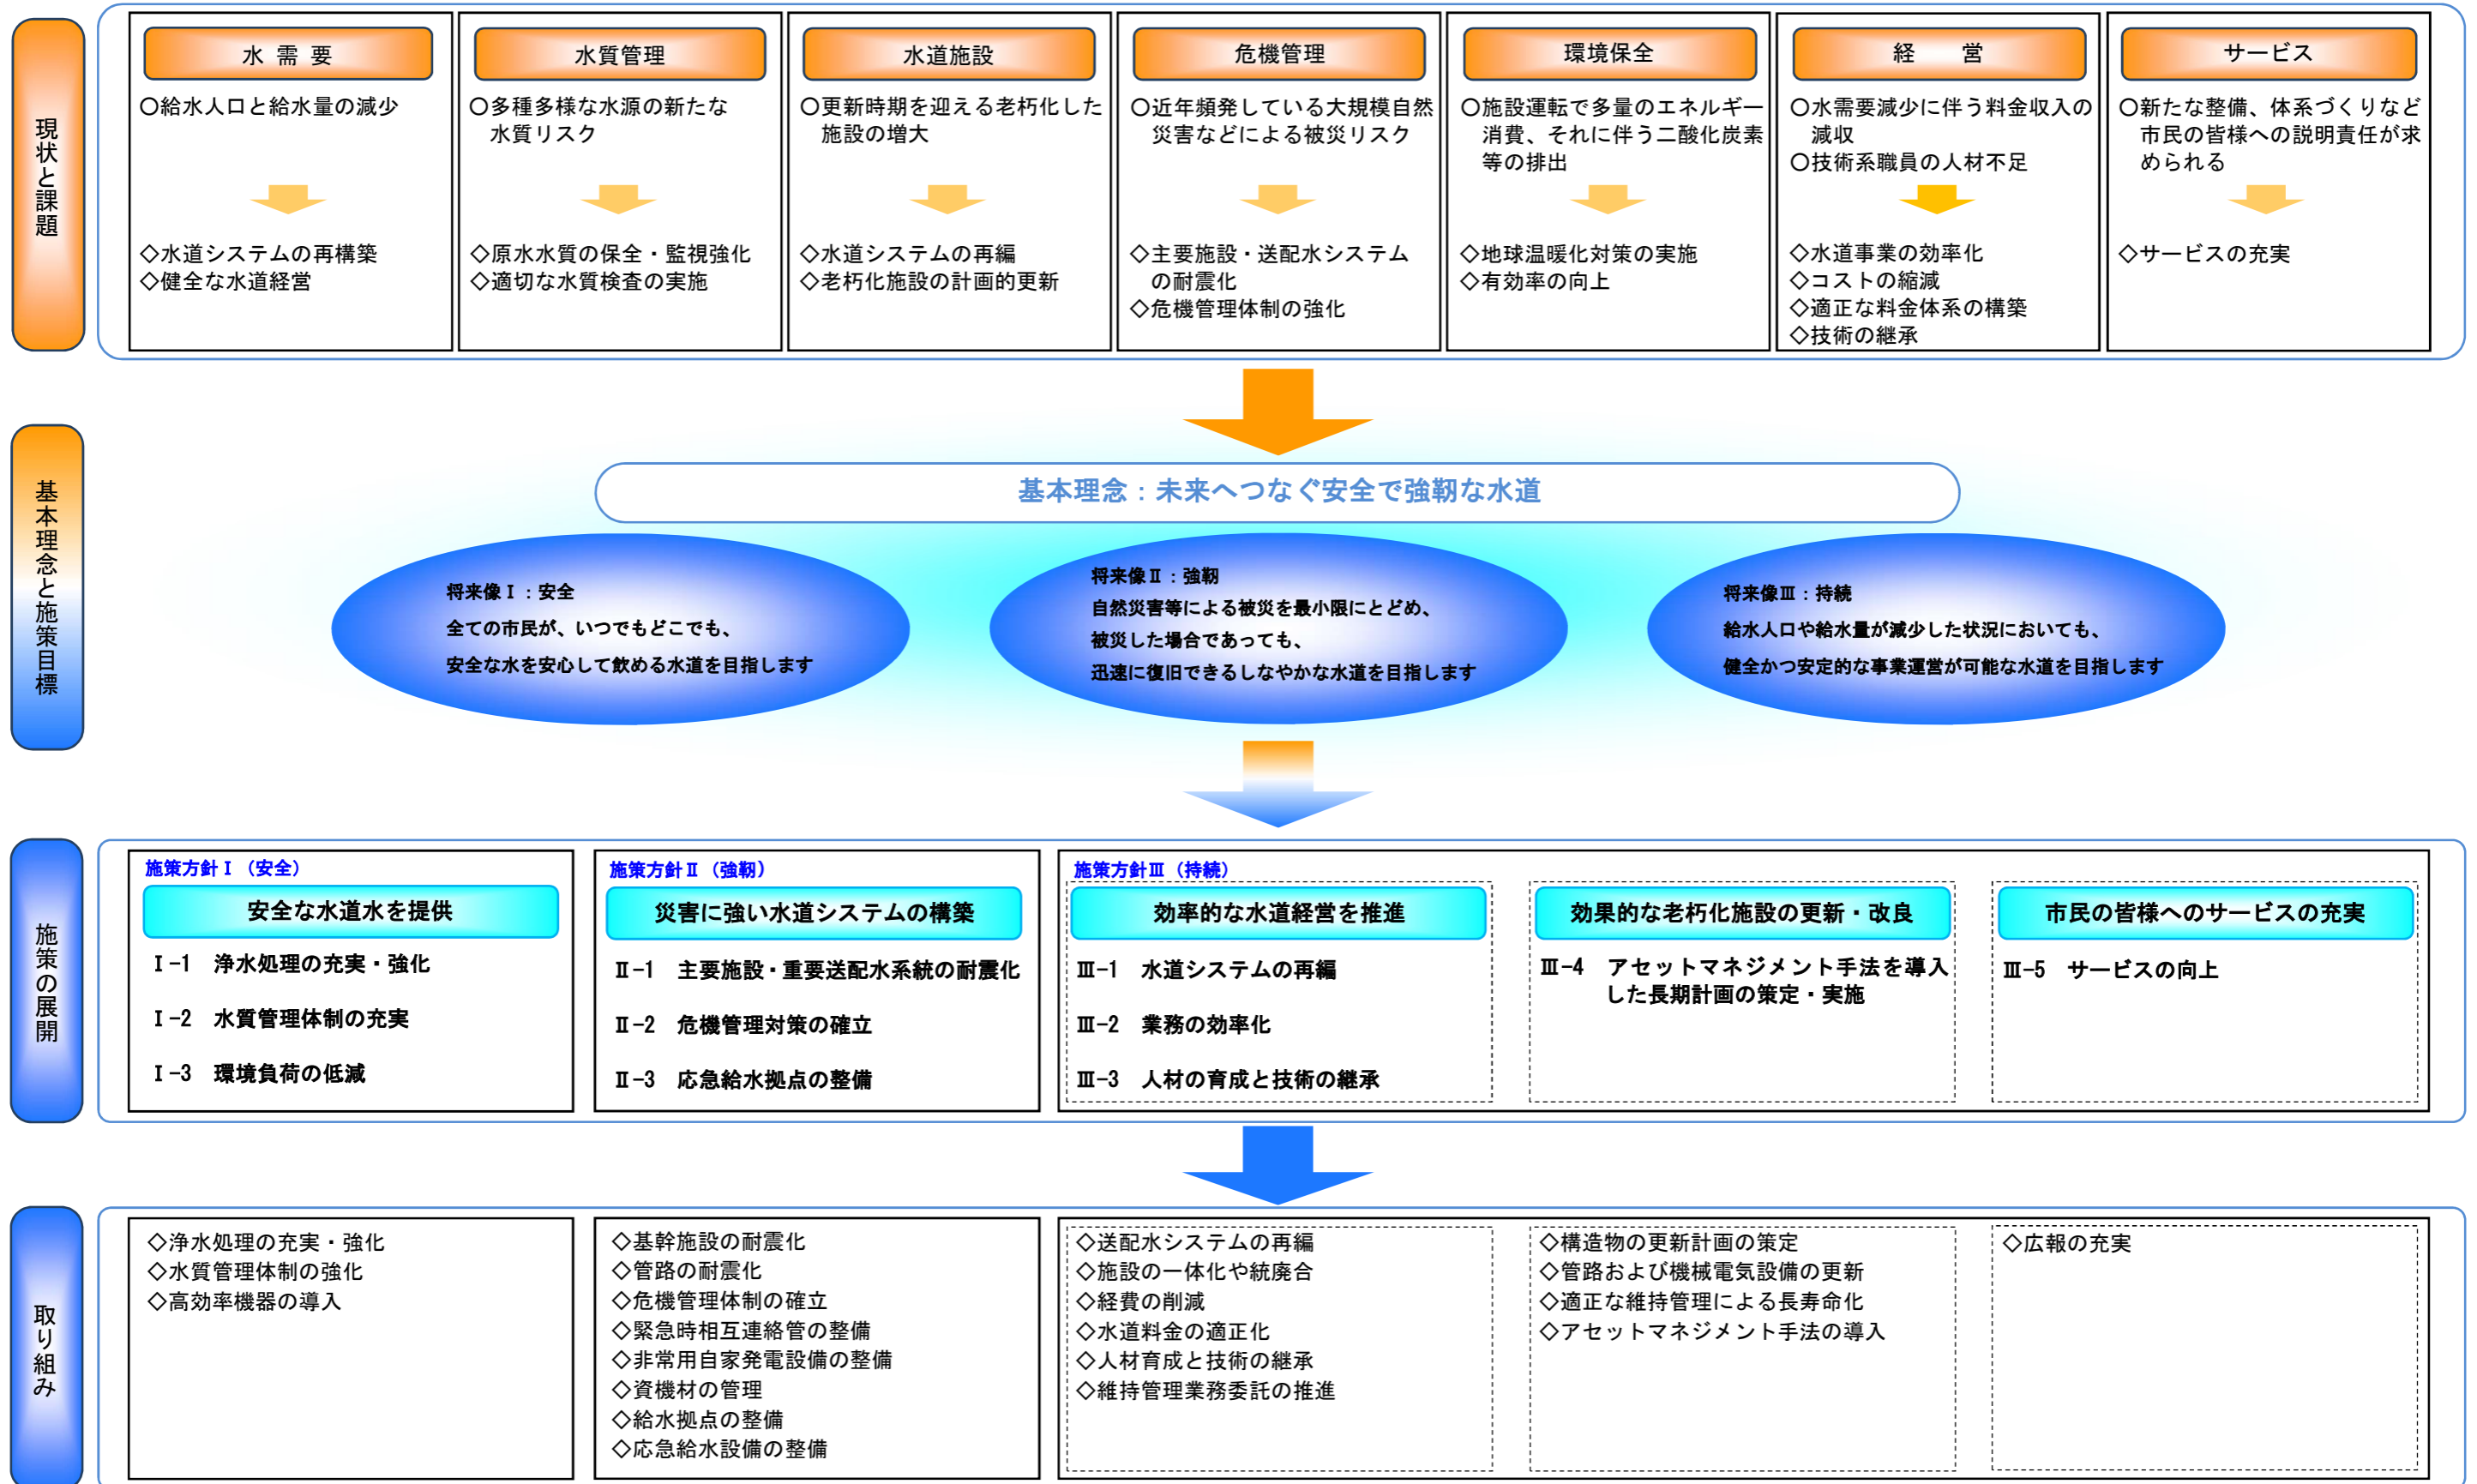 現状と課題
水 需 要
〇給水人口と給水量の減少
◇水道システムの再構築
◇健全な水道経営
水質管理
〇多種多様な水源の新たな
水質リスク
◇原水水質の保全・監視強化
◇適切な水質検査の実施
水道施設
〇更新時期を迎える老朽化した
施設の増大
◇水道システムの再編
◇老朽化施設の計画的更新
危機管理
〇近年頻発している大規模自然
災害などによる被災リスク
◇主要施設・送配水システム
の耐震化
◇危機管理体制の強化
環境保全
〇施設運転で多量のエネルギー
消費、それに伴う二酸化炭素
等の排出
◇地球温暖化対策の実施
◇有効率の向上
経　　営
〇水需要減少に伴う料金収入の
減収
〇技術系職員の人材不足
◇水道事業の効率化
◇コストの縮減
◇適正な料金体系の構築
◇技術の継承
サービス
〇新たな整備、体系づくりなど
市民の皆様への説明責任が求
められる
◇サービスの充実
基本理念と施策目標
基本理念：未来へつなぐ安全で強靭な水道
将来像Ⅰ：安全
全ての市民が、いつでもどこでも、
安全な水を安心して飲める水道を目指します
将来像Ⅱ：強靭
自然災害等による被災を最小限にとどめ、
被災した場合であっても、
迅速に復旧できるしなやかな水道を目指します
将来像Ⅲ：持続
給水人口や給水量が減少した状況においても、
健全かつ安定的な事業運営が可能な水道を目指します
施策の展開
施策方針Ⅰ（安全）
安全な水道水を提供
Ⅰ-1　浄水処理の充実・強化
Ⅰ-2　水質管理体制の充実
Ⅰ-3　環境負荷の低減
施策方針Ⅱ（強靭）
災害に強い水道システムの構築
Ⅱ-1　主要施設・重要送配水系統の耐震化
Ⅱ-2　危機管理対策の確立
Ⅱ-3　応急給水拠点の整備
施策方針Ⅲ（持続）
効率的な水道経営を推進
Ⅲ-1　水道システムの再編
Ⅲ-2　業務の効率化
Ⅲ-3　人材の育成と技術の継承
効果的な老朽化施設の更新・改良
Ⅲ-4　アセットマネジメント手法を導入
した長期計画の策定・実施
市民の皆様へのサービスの充実
Ⅲ-5　サービスの向上
取り組み
◇浄水処理の充実・強化
◇水質管理体制の強化
◇高効率機器の導入
◇基幹施設の耐震化
◇管路の耐震化
◇危機管理体制の確立
◇緊急時相互連絡管の整備
◇非常用自家発電設備の整備
◇資機材の管理
◇給水拠点の整備
◇応急給水設備の整備
◇送配水システムの再編
◇施設の一体化や統廃合
◇経費の削減
◇水道料金の適正化
◇人材育成と技術の継承
◇維持管理業務委託の推進
◇構造物の更新計画の策定
◇管路および機械電気設備の更新
◇適正な維持管理による長寿命化
◇アセットマネジメント手法の導入
◇広報の充実